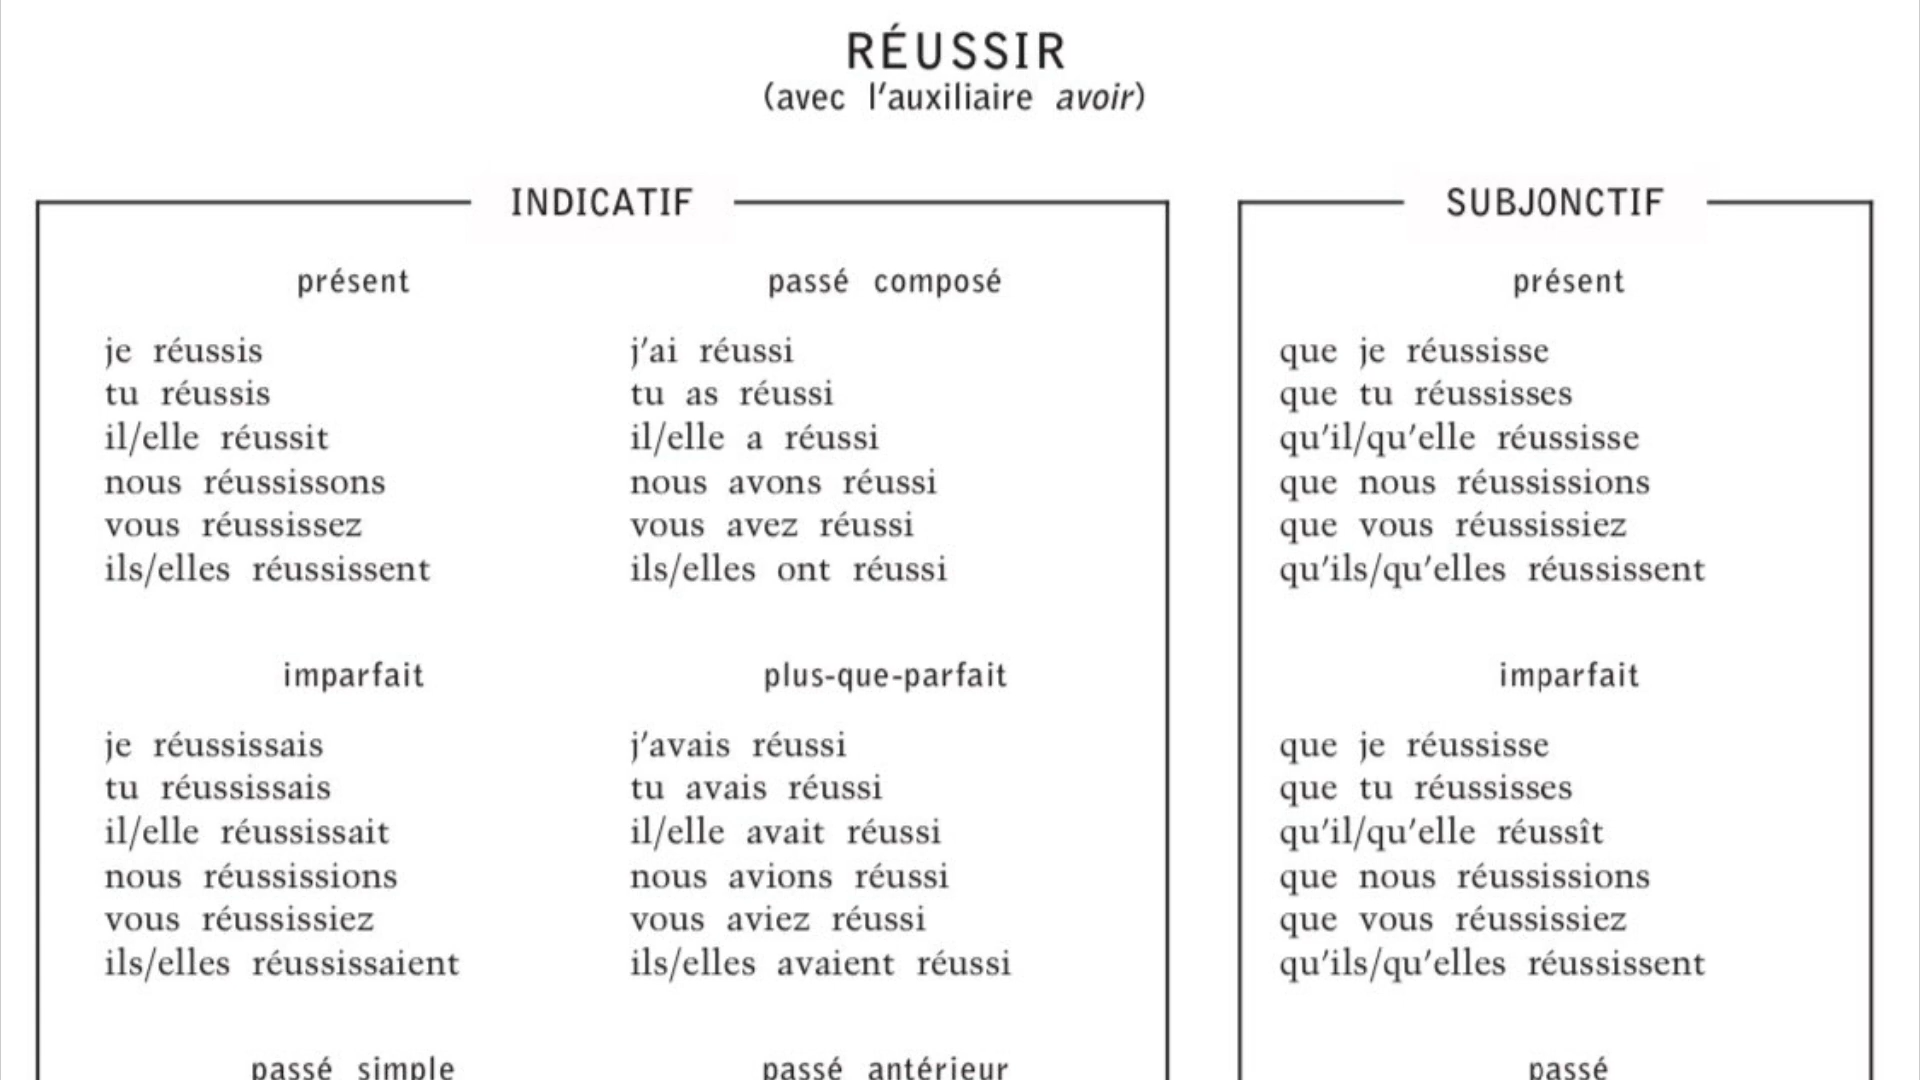 RÉUSSIR
(avec l'auxiliaire avoir)
INDICATIF
présent
je réussis
tu réussis
il/elle réussit
nous réussissons
vous réussissez
ils/elles réussissent
passé composé
j'ai réussi
tu as réussi
il/elle a réussi
nous avons réussi
vous avez réussi
ils/elles ont réussi
imparfait
je réussissais
tu réussissais
il/elle réussissait
nous réussissions
vous réussissiez
ils/elles réussissaient
plus-que-parfait
j'avais réussi
tu avais réussi
il/elle avait réussi
nous avions réussi
vous aviez réussi
ils/elles avaient réussi
passé simple
passé antérieur
SUBJONCTIF
présent
que je réussisse
que tu réussisses
qu'il/qu'elle réussisse
que nous réussissions
que vous réussissiez
qu'ils/qu'elles réussissent
imparfait
que je réussisse
que tu réussisses
qu'il/qu'elle réussît
que nous réussissions
que vous réussissiez
qu'ils/qu'elles réussissent
passé